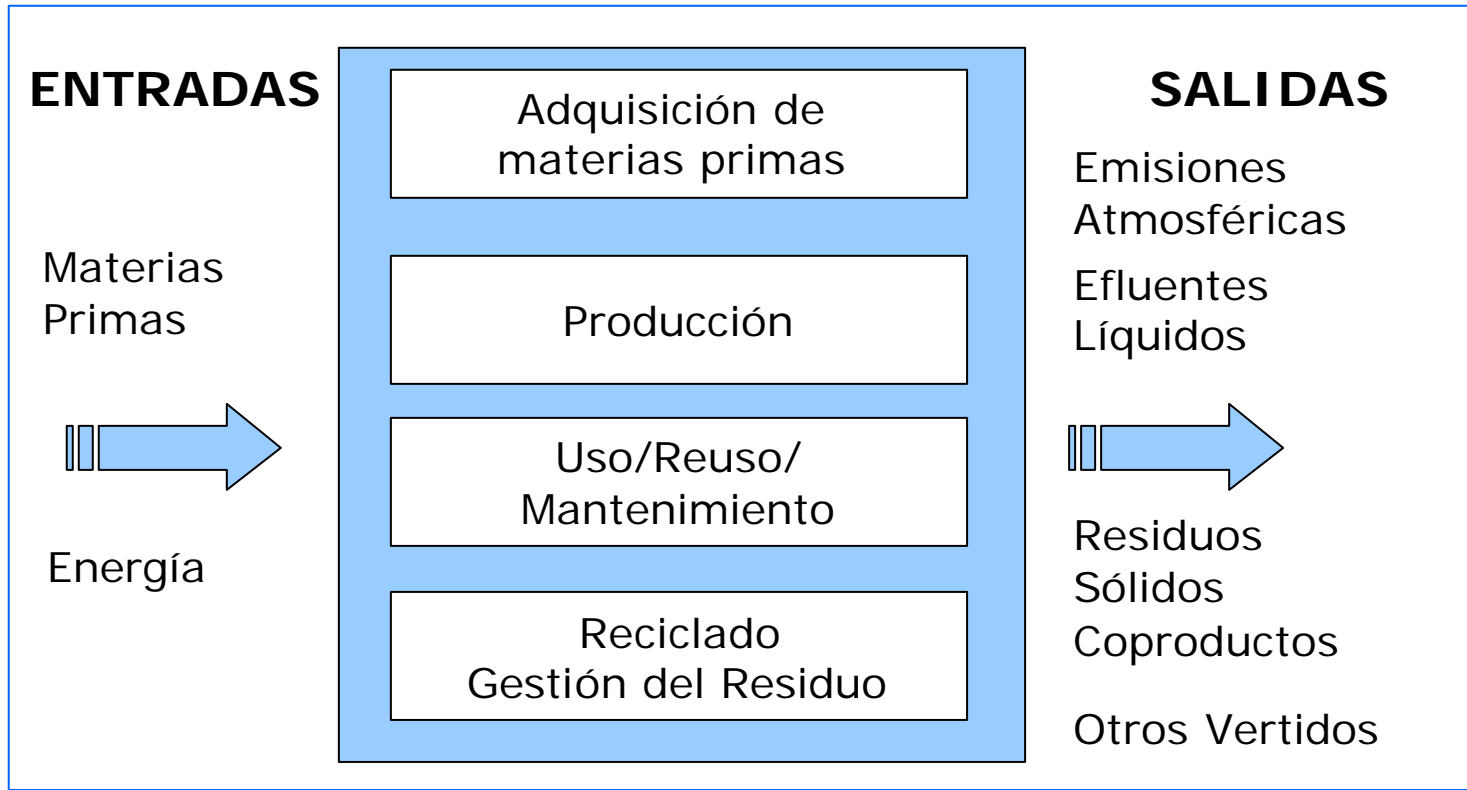 ENTRADAS
Materias
Primas
Energía
Adquisición de
materias primas
Producción
Uso/Reuso/
Mantenimiento
Reciclado
Gestión del Residuo
SALIDAS
Emisiones
Atmosféricas
Efluentes
Líquidos
Residuos
Sólidos
Coproductos
Otros Vertidos